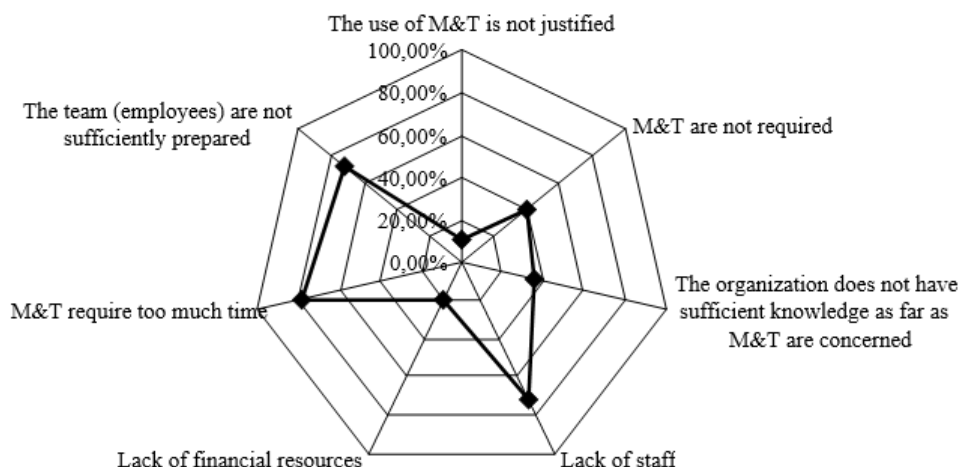 The use of M&T is not justified
100,00%
80,00%
60,00%
40,00%
20,00%
0,00%
The team (employees) are not
sufficiently prepared
M&T are not required
M&T require too much time
The organization does not have
sufficient knowledge as far as
M&T are concerned
Lack of financial resources
Lack of staff